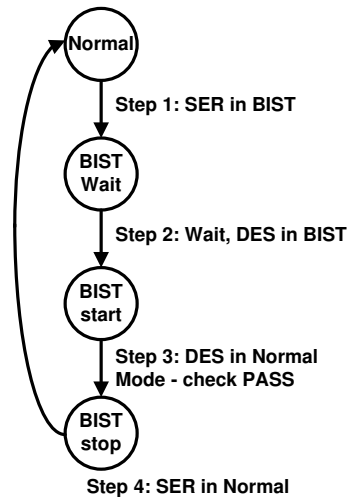 Normal
Step 1: SER in BIST
BIST
Wait
Step 2: Wait, DES in BIST
BIST
start
Step 3: DES in Normal
Mode - check PASS
BIST
stop
Step 4: SER in Normal